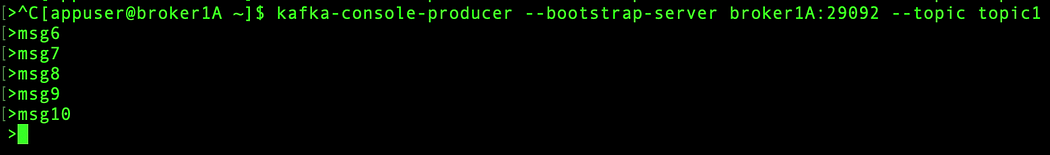 [>^C[appuser@broker1A ~]$ kafka-console-producer --bootstrap-server broker1A:29092 --topic topic1
[>msg6
[>msg7
[>msg8
[>msg9
[>msg10
>